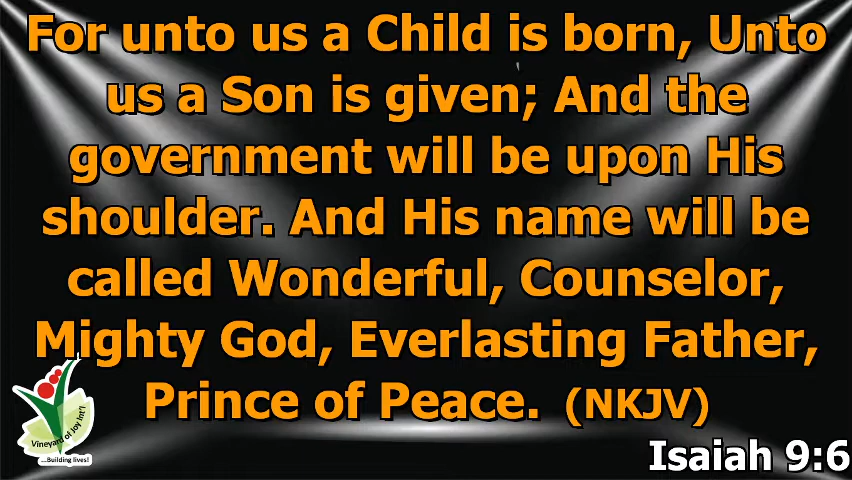 For unto us a Child is born, Unto
us a Son is given; And the
government will be upon His
shoulder. And His name will be
called Wonderful, Counselor,
Mighty God, Everlasting Father,
Prince of Peace. (NKJV)
Vineyard of Joy Int'l
...Building lives!
Isaiah 9:6